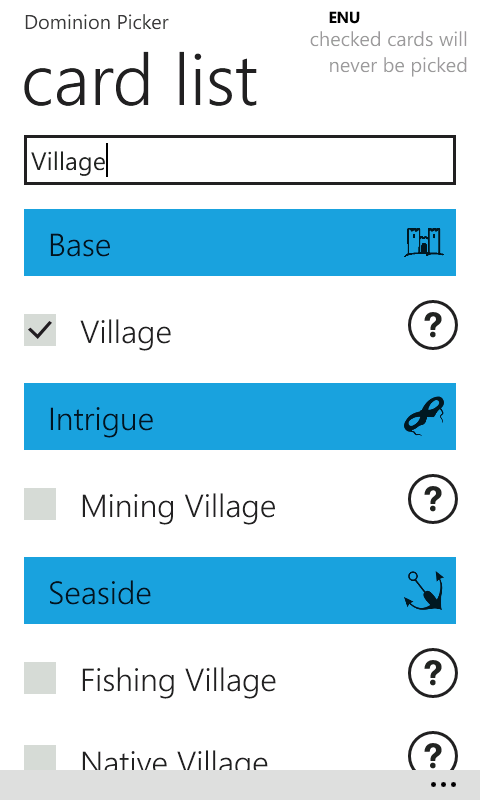 Dominion Picker
ENU
checked cards will
never be picked
card list
Village
Base
Village
?
Intrigue
Mining Village
?
Seaside
Fishing Village
?
Native Village
?